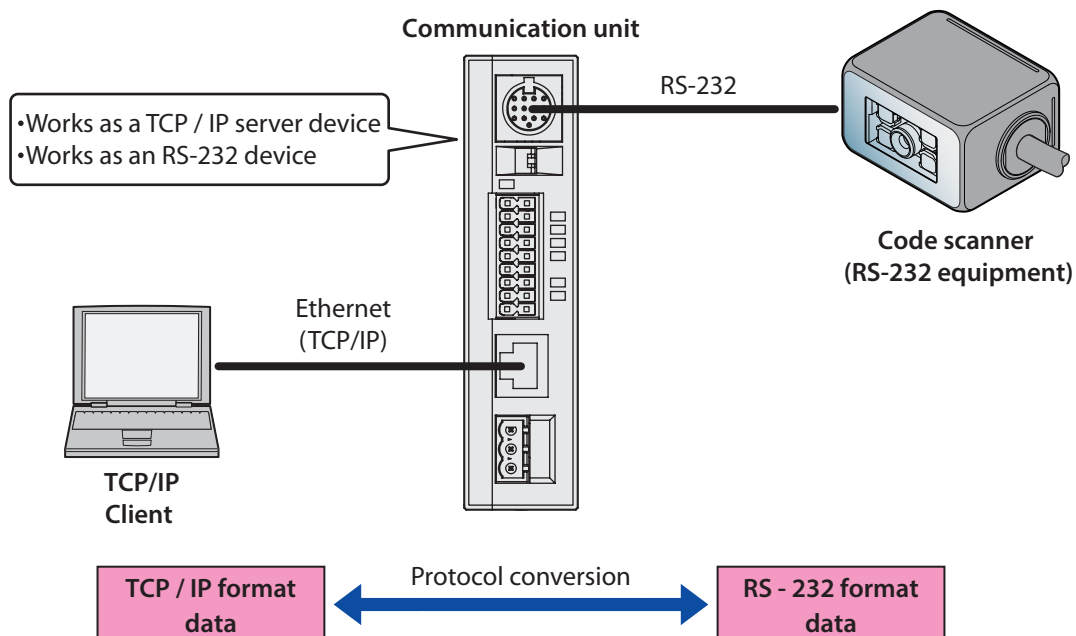 Communication unit
RS-232
•Works as a TCP / IP server device
•Works as an RS-232 device
Code scanner
(RS-232 equipment)
Ethernet
(TCP/IP)
TCP/IP
Client
TCP / IP format
data
Protocol conversion
RS - 232 format
data